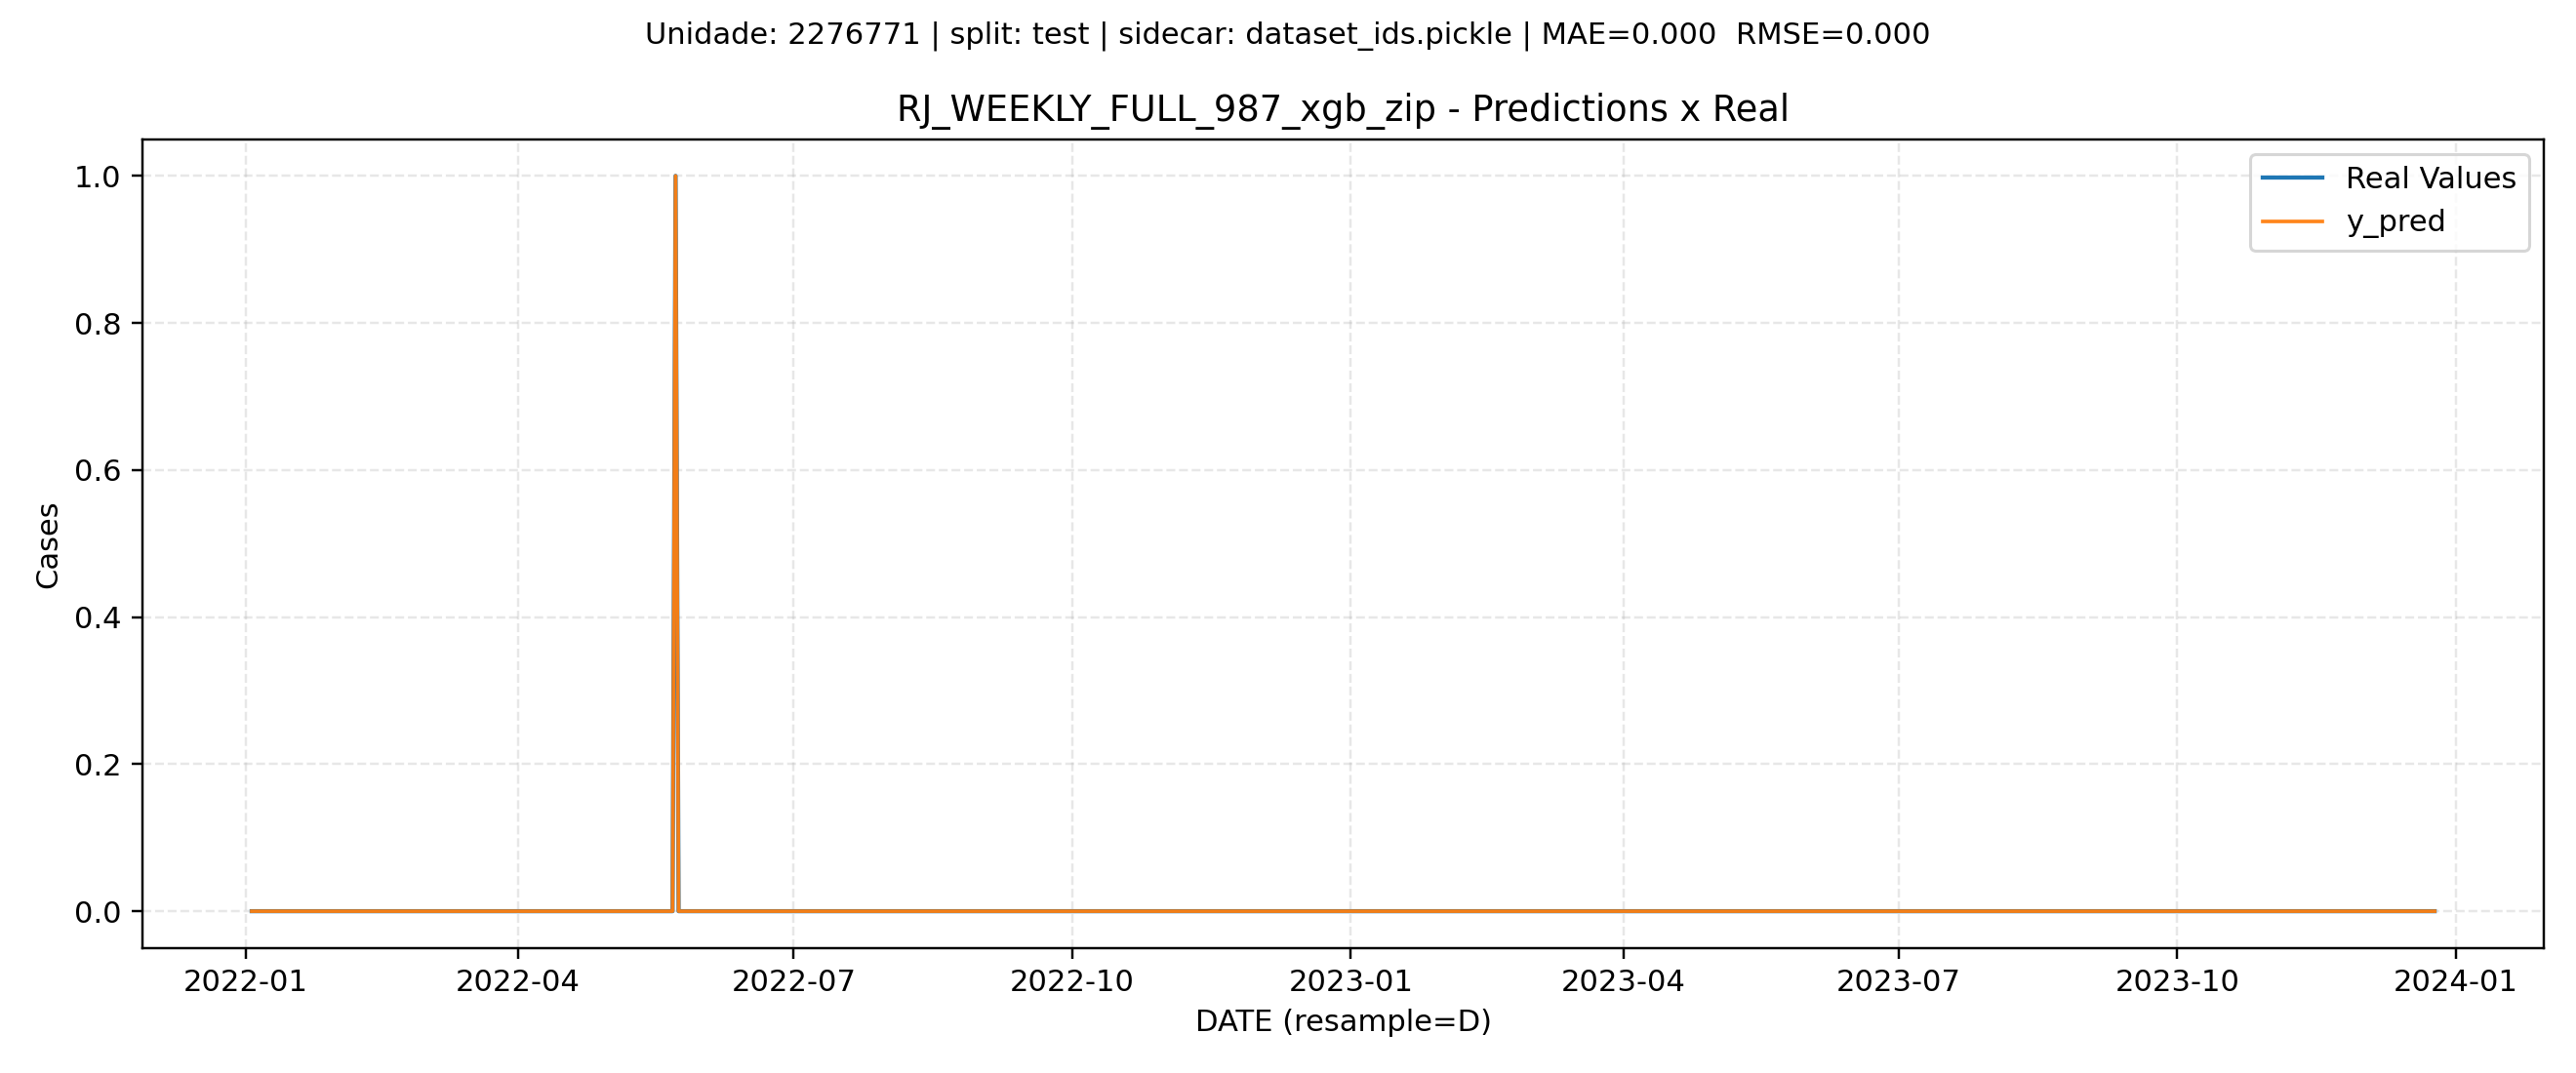 Unidade: 2276771 | split: test | sidecar: dataset_ids.pickle | MAE=0.000  RMSE=0.000
RJ_WEEKLY_FULL_987_xgb_zip - Predictions x Real
Real Values
y_pred
1.0
0.8
0.6
0.4
0.2
0.0
Cases
2022-01
2022-04
2022-07
2022-10
2023-01
2023-04
2023-07
2023-10
2024-01
DATE (resample=D)